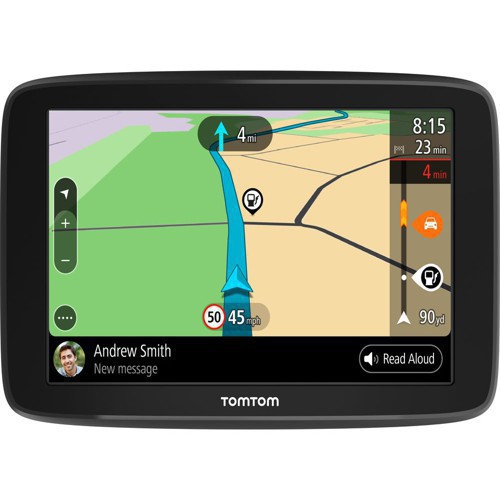 4 mi
8:15
23 min
4 min
50
45 mph
90 yd
Andrew Smith
New message
Read Aloud
TOMTOM